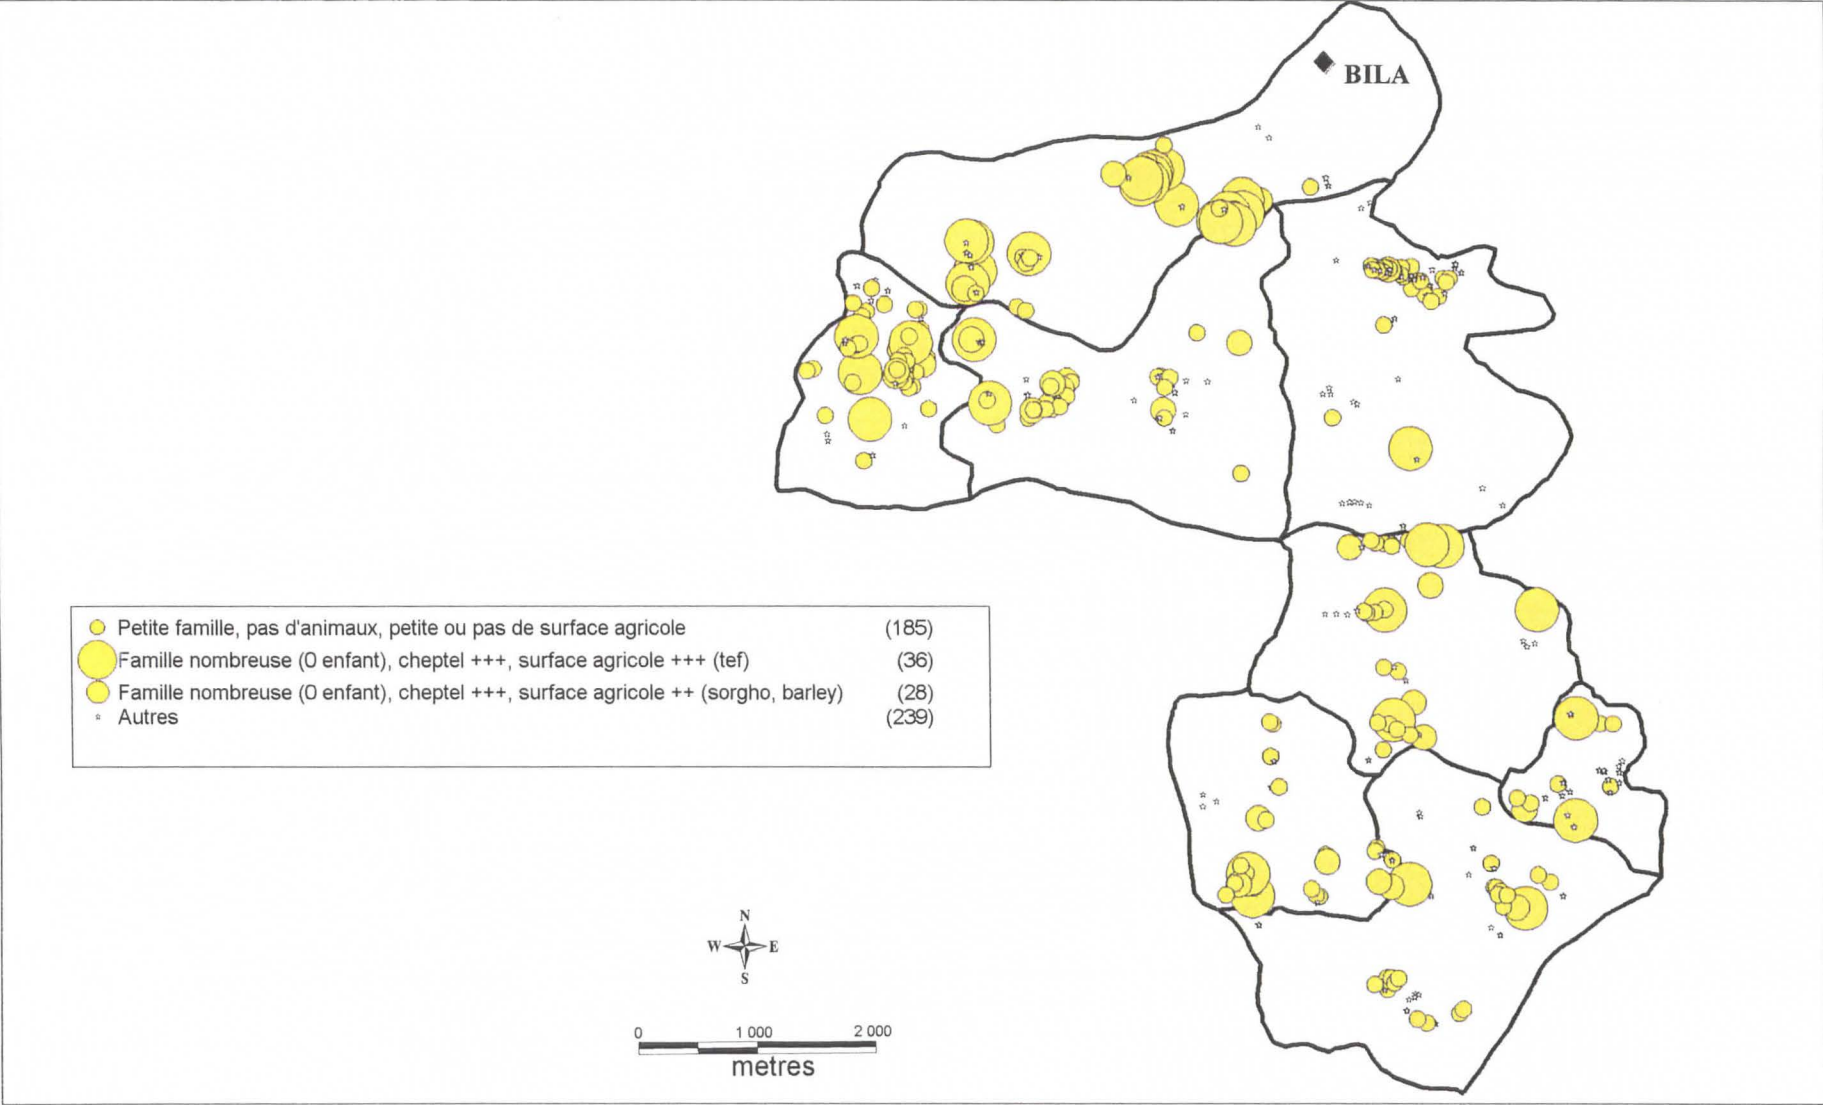 BILA
Petite famille, pas d'animaux, petite ou pas de surface agricole (185)
Famille nombreuse (0 enfant), cheptel +++, surface agricole +++ (tef) (36)
Famille nombreuse (0 enfant), cheptel +++, surface agricole ++ (sorgho, barley) (28)
Autres (239)
N
W E
S
0 1 000 2 000
metres